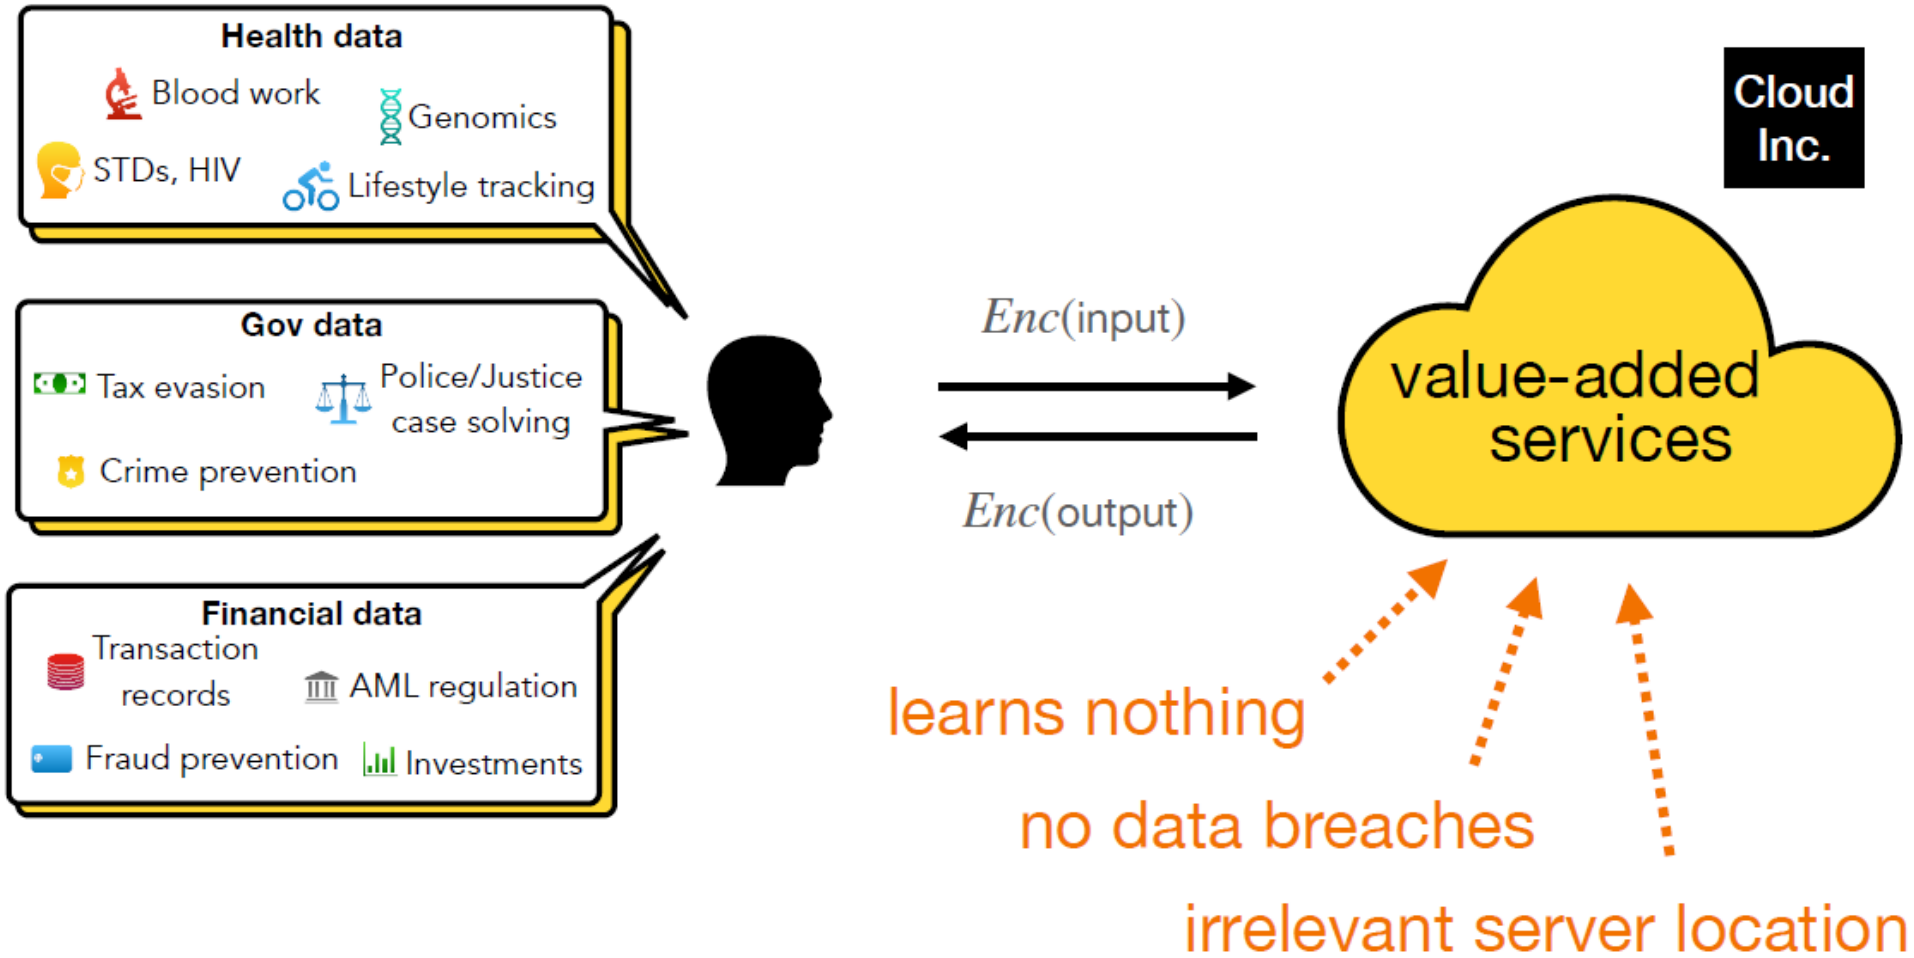 Health data
Blood work
Genomics
STDs, HIV
Lifestyle tracking
Gov data
Tax evasion
Police/Justice
case solving
Crime prevention
Financial data
Transaction
records
AML regulation
Fraud prevention
Investments
Enc(input)
Enc(output)
Cloud
Inc.
value-added
services
learns nothing
no data breaches
irrelevant server location